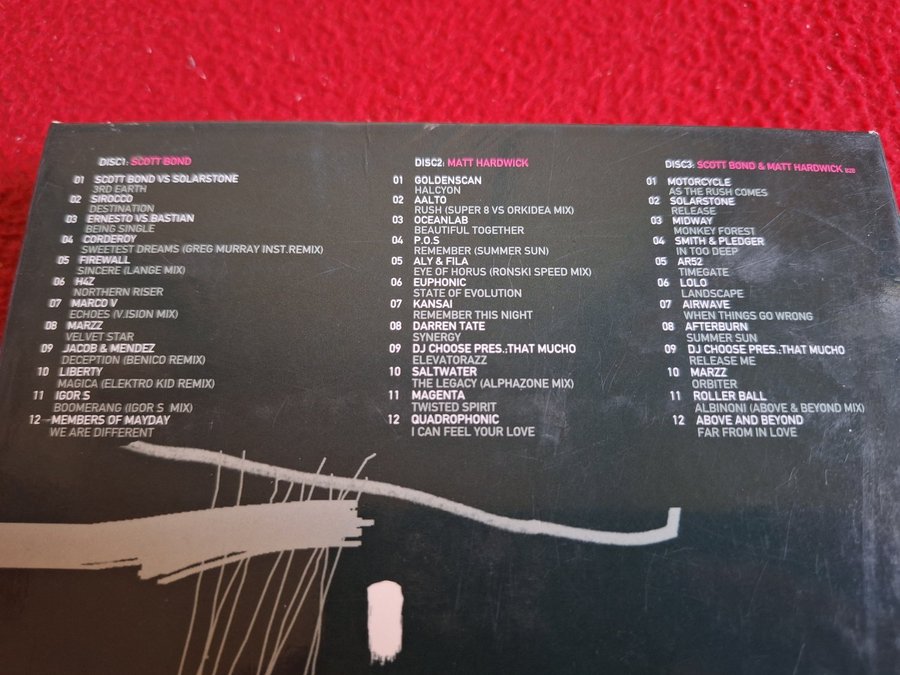 DISC1: SCOTT BOND
01 SCOTT BOND VS SOLARSTONE
3RD EARTH
02 SIROCCO
DESTINATION
03 ERNESTO VS BASTIAN
BEING SINGLE
04 CORDEROY
SWEETEST DREAMS (GREG MURRAY INST.REMIX)
05 FIREWALL
SINCERE (LANGE MIX)
06 H4Z
NORTHERN RISER
07 MARCO V
ECHOES (V.ISION MIX)
08 MARZZ
VELVET STAR
09 JACOB & MENDEZ
DECEPTION (BENICO REMIX)
10 LIBERTY
MAGICA (ELEKTRO KID REMIX)
11 IGOR S
BOOMERANG (IGOR S MIX)
12 MEMBERS OF MAYDAY
WE ARE DIFFERENT
DISC2: MATT HARDWICK
01 GOLDENSCAN
HALCYON
02 AALTO
RUSH (SUPER 8 VS ORKIDEA MIX)
03 OCEANLAB
BEAUTIFUL TOGETHER
04 P.O.S
REMEMBER (SUMMER SUN)
05 ALY & FILA
EYE OF HORUS (RONSKI SPEED MIX)
06 EUPHONIC
STATE OF EVOLUTION
07 KANSAI
REMEMBER THIS NIGHT
08 DARREN TATE
SYNERGY
09 DJ CHOOSE PRES.:THAT MUCHO
ELEVATORAZZ
10 SALTWATER
THE LEGACY (ALPHAZONE MIX)
11 MAGENTA
TWISTED SPIRIT
12 QUADROPHONIC
I CAN FEEL YOUR LOVE
DISC3: SCOTT BOND & MATT HARDWICK B2B
01 MOTORCYCLE
AS THE RUSH COMES
02 SOLARSTONE
RELEASE
03 MIDWAY
MONKEY FOREST
04 SMITH & PLEDGER
IN TOO DEEP
05 AR52
TIMEGATE
06 LOLO
LANDSCAPE
07 AIRWAVE
WHEN THINGS GO WRONG
08 AFTERBURN
SUMMER SUN
09 DJ CHOOSE PRES.:THAT MUCHO
RELEASE ME
10 MARZZ
ORBITER
11 ROLLER BALL
ALBINONI (ABOVE & BEYOND MIX)
12 ABOVE AND BEYOND
FAR FROM IN LOVE